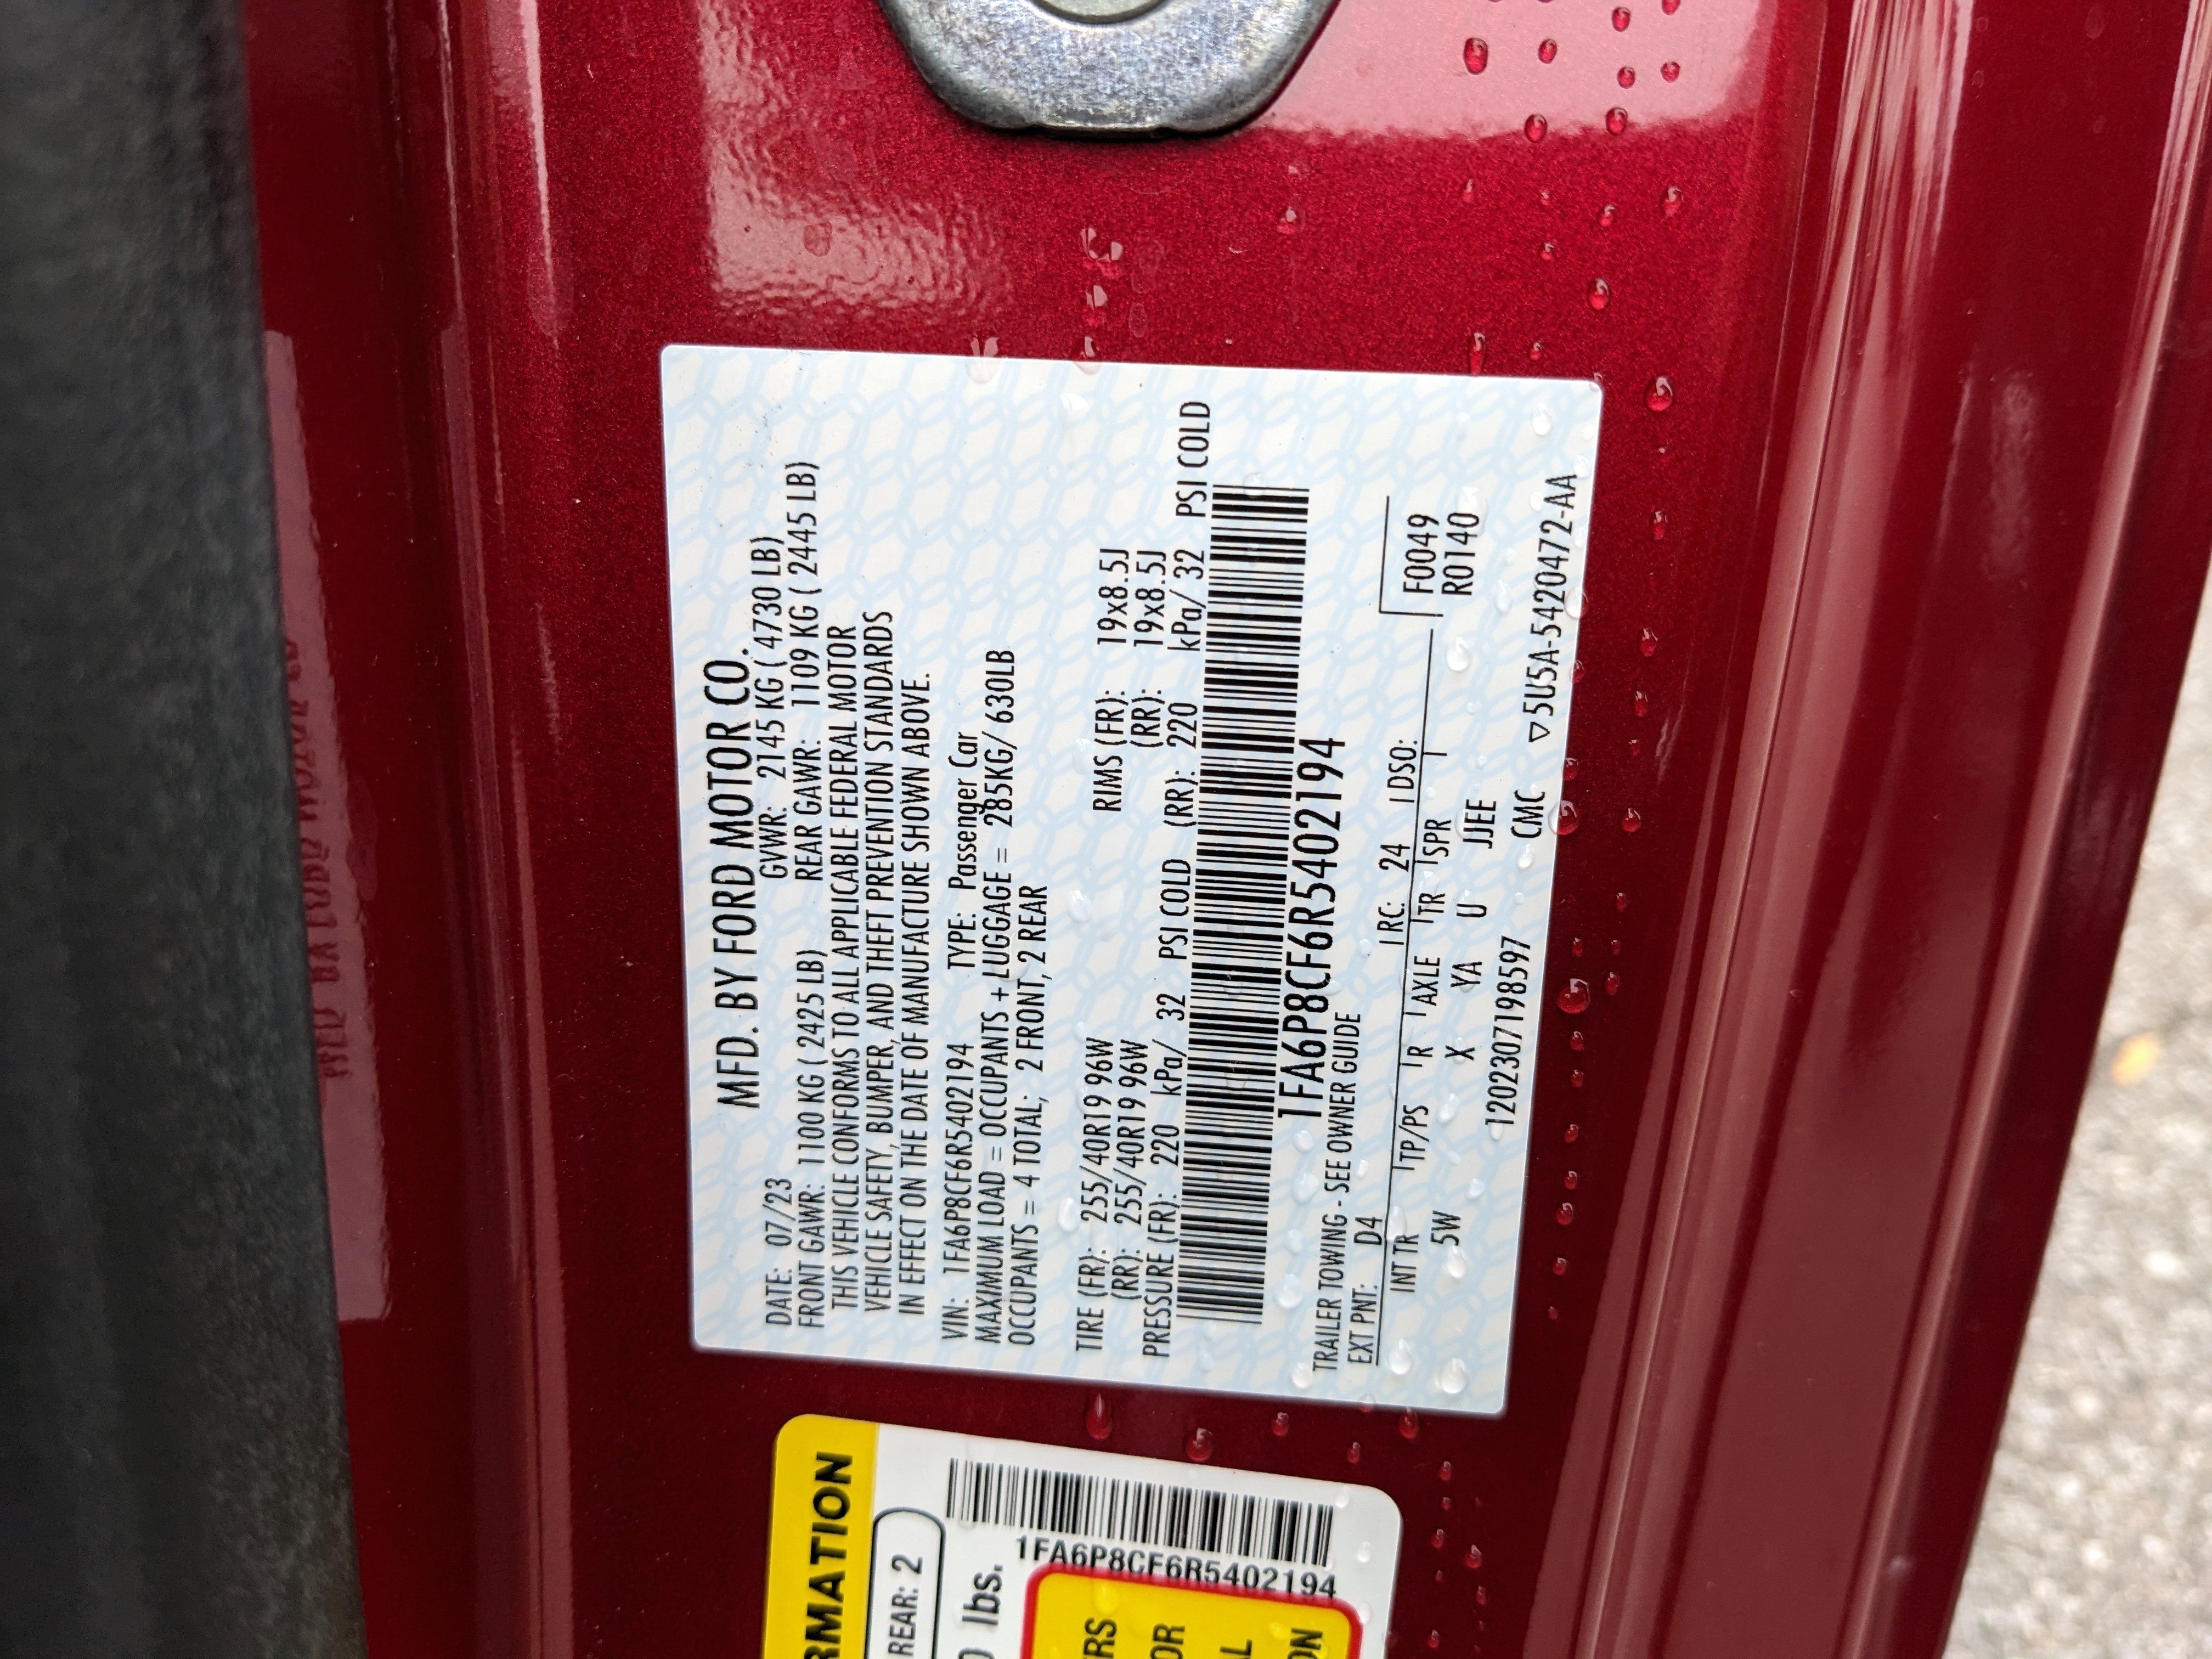 MFD. BY FORD MOTOR CO.
DATE: 07/23 GVWR: 2145 KG ( 4730 LB)
FRONT GAWR: 1100 KG ( 2425 LB) REAR GAWR: 1109 KG ( 2445 LB)
THIS VEHICLE CONFORMS TO ALL APPLICABLE FEDERAL MOTOR
VEHICLE SAFETY, BUMPER, AND THEFT PREVENTION STANDARDS
IN EFFECT ON THE DATE OF MANUFACTURE SHOWN ABOVE.
VIN: 1FA6P8CF6R5402194 TYPE: Passenger Car
MAXIMUM LOAD = OCCUPANTS + LUGGAGE = 285KG/ 630LB
OCCUPANTS = 4 TOTAL; 2 FRONT, 2 REAR
TIRE (FR): 255/40R19 96W RIMS (FR): 19x8.5J
(RR): 255/40R19 96W (RR): 19x8.5J
PRESSURE (FR): 220 kPa/ 32 PSI COLD (RR): 220 kPa/ 32 PSI COLD
1FA6P8CF6R5402194
TRAILER TOWING - SEE OWNER GUIDE
EXT PNT: D4 RC: 24 DSO: F0049
INT TR TP/PS R AXLE TR SPR R0140
5W X YA U JJEE
1202307198597 CMC ▽5U5A-5420472-AA
RMATION
REAR: 2
lbs.
1FA6P8CF6R5402194